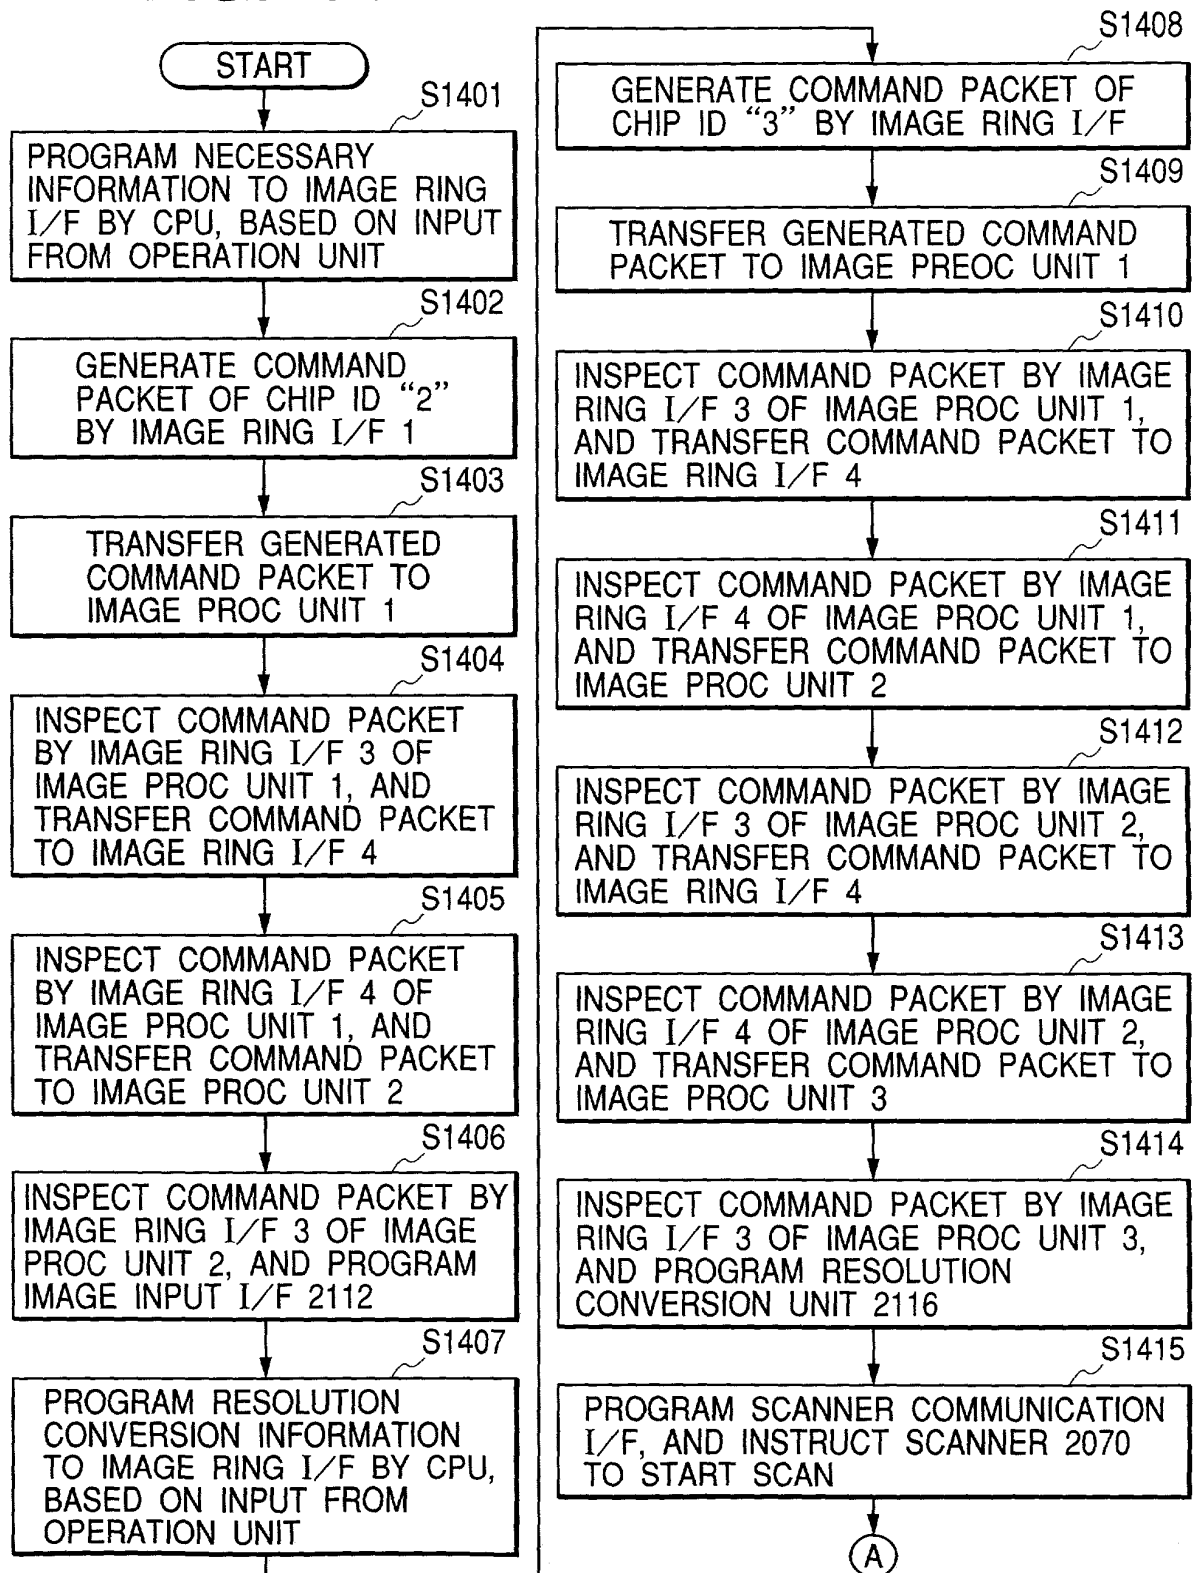 START
S1401
PROGRAM NECESSARY
INFORMATION TO IMAGE RING
I/F BY CPU, BASED ON INPUT
FROM OPERATION UNIT
S1402
GENERATE COMMAND
PACKET OF CHIP ID “2”
BY IMAGE RING I/F 1
S1403
TRANSFER GENERATED
COMMAND PACKET TO
IMAGE PROC UNIT 1
S1404
INSPECT COMMAND PACKET
BY IMAGE RING I/F 3 OF
IMAGE PROC UNIT 1, AND
TRANSFER COMMAND PACKET
TO IMAGE RING I/F 4
S1405
INSPECT COMMAND PACKET
BY IMAGE RING I/F 4 OF
IMAGE PROC UNIT 1, AND
TRANSFER COMMAND PACKET
TO IMAGE PROC UNIT 2
S1406
INSPECT COMMAND PACKET BY
IMAGE RING I/F 3 OF IMAGE
PROC UNIT 2, AND PROGRAM
IMAGE INPUT I/F 2112
S1407
PROGRAM RESOLUTION
CONVERSION INFORMATION
TO IMAGE RING I/F BY CPU,
BASED ON INPUT FROM
OPERATION UNIT
S1408
GENERATE COMMAND PACKET OF
CHIP ID “3” BY IMAGE RING I/F
S1409
TRANSFER GENERATED COMMAND
PACKET TO IMAGE PREOC UNIT 1
S1410
INSPECT COMMAND PACKET BY IMAGE
RING I/F 3 OF IMAGE PROC UNIT 1,
AND TRANSFER COMMAND PACKET TO
IMAGE RING I/F 4
S1411
INSPECT COMMAND PACKET BY IMAGE
RING I/F 4 OF IMAGE PROC UNIT 1,
AND TRANSFER COMMAND PACKET TO
IMAGE PROC UNIT 2
S1412
INSPECT COMMAND PACKET BY IMAGE
RING I/F 3 OF IMAGE PROC UNIT 2,
AND TRANSFER COMMAND PACKET TO
IMAGE RING I/F 4
S1413
INSPECT COMMAND PACKET BY IMAGE
RING I/F 4 OF IMAGE PROC UNIT 2,
AND TRANSFER COMMAND PACKET TO
IMAGE PROC UNIT 3
S1414
INSPECT COMMAND PACKET BY IMAGE
RING I/F 3 OF IMAGE PROC UNIT 3,
AND PROGRAM RESOLUTION
CONVERSION UNIT 2116
S1415
PROGRAM SCANNER COMMUNICATION
I/F, AND INSTRUCT SCANNER 2070
TO START SCAN
A